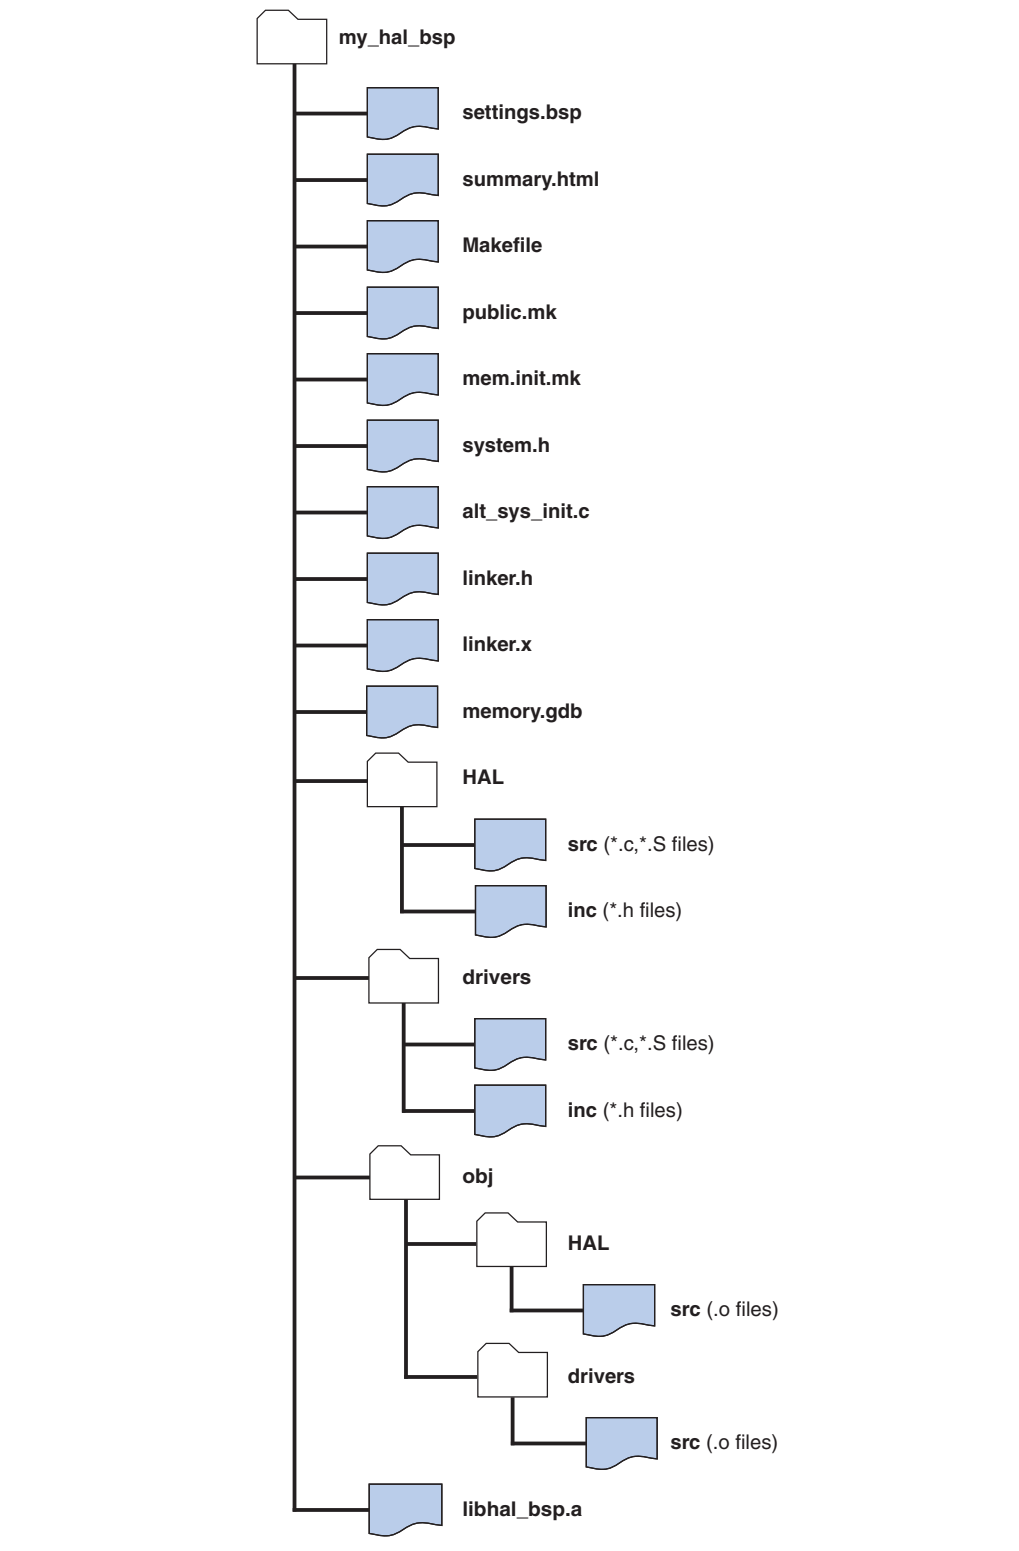 my_hal_bsp
settings.bsp
summary.html
Makefile
public.mk
mem.init.mk
system.h
alt_sys_init.c
linker.h
linker.x
memory.gdb
HAL
src (*.c,*.S files)
inc (*.h files)
drivers
src (*.c,*.S files)
inc (*.h files)
obj
HAL
src (.o files)
drivers
src (.o files)
libhal_bsp.a